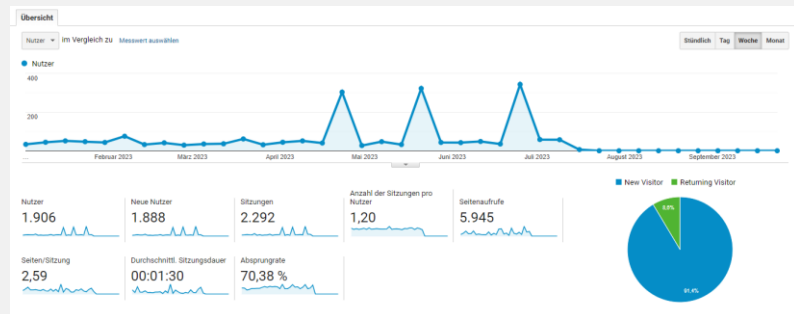 Übersicht
Nutzer im Vergleich zu Messwert auswählen
Stündlich Tag Woche Monat
Nutzer
400
200
... Februar 2023 März 2023 April 2023 Mai 2023 Juni 2023 Juli 2023 August 2023 September 2023
New Visitor Returning Visitor
Nutzer
1.906
Neue Nutzer
1.888
Sitzungen
2.292
Anzahl der Sitzungen pro
Nutzer
1,20
Seitenaufrufe
5.945
Seiten/Sitzung
2,59
Durchschnittl. Sitzungsdauer
00:01:30
Absprungrate
70,38 %
91.4%